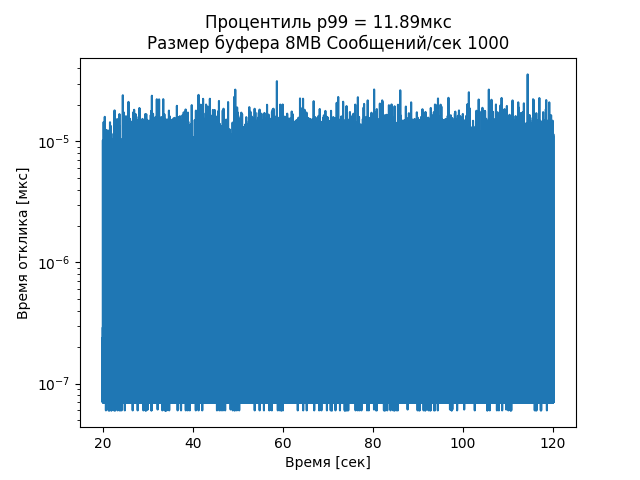 Процентиль p99 = 11.89мкс
Размер буфера 8MB Сообщений/сек 1000
Время отклика [мкс]
10⁻⁵
10⁻⁶
10⁻⁷
20 40 60 80 100 120
Время [сек]